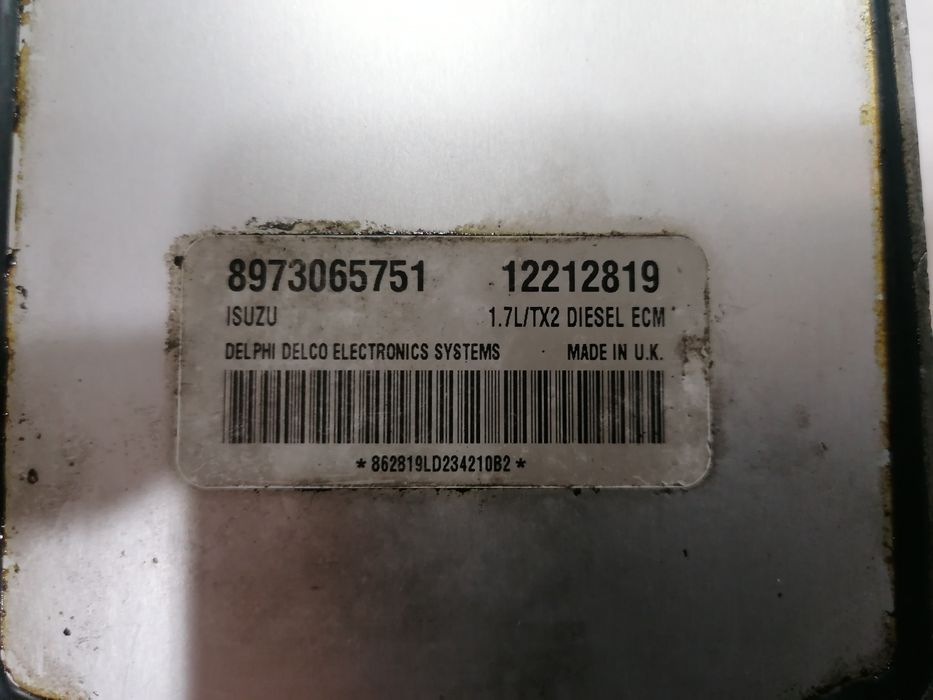 8973065751 12212819
ISUZU 1.7L/TX2 DIESEL ECM
DELPHI DELCO ELECTRONICS SYSTEMS MADE IN U.K.
*862819LD234210B2*